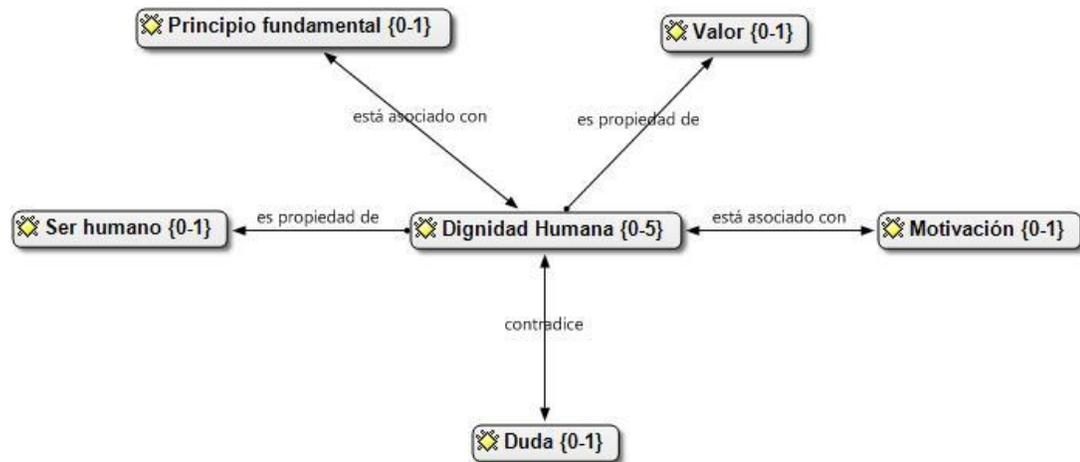 Principio fundamental {0-1}
Valor {0-1}
está asociado con
es propiedad de
Ser humano {0-1}
es propiedad de
Dignidad Humana {0-5}
está asociado con
Motivación {0-1}
contradice
Duda {0-1}